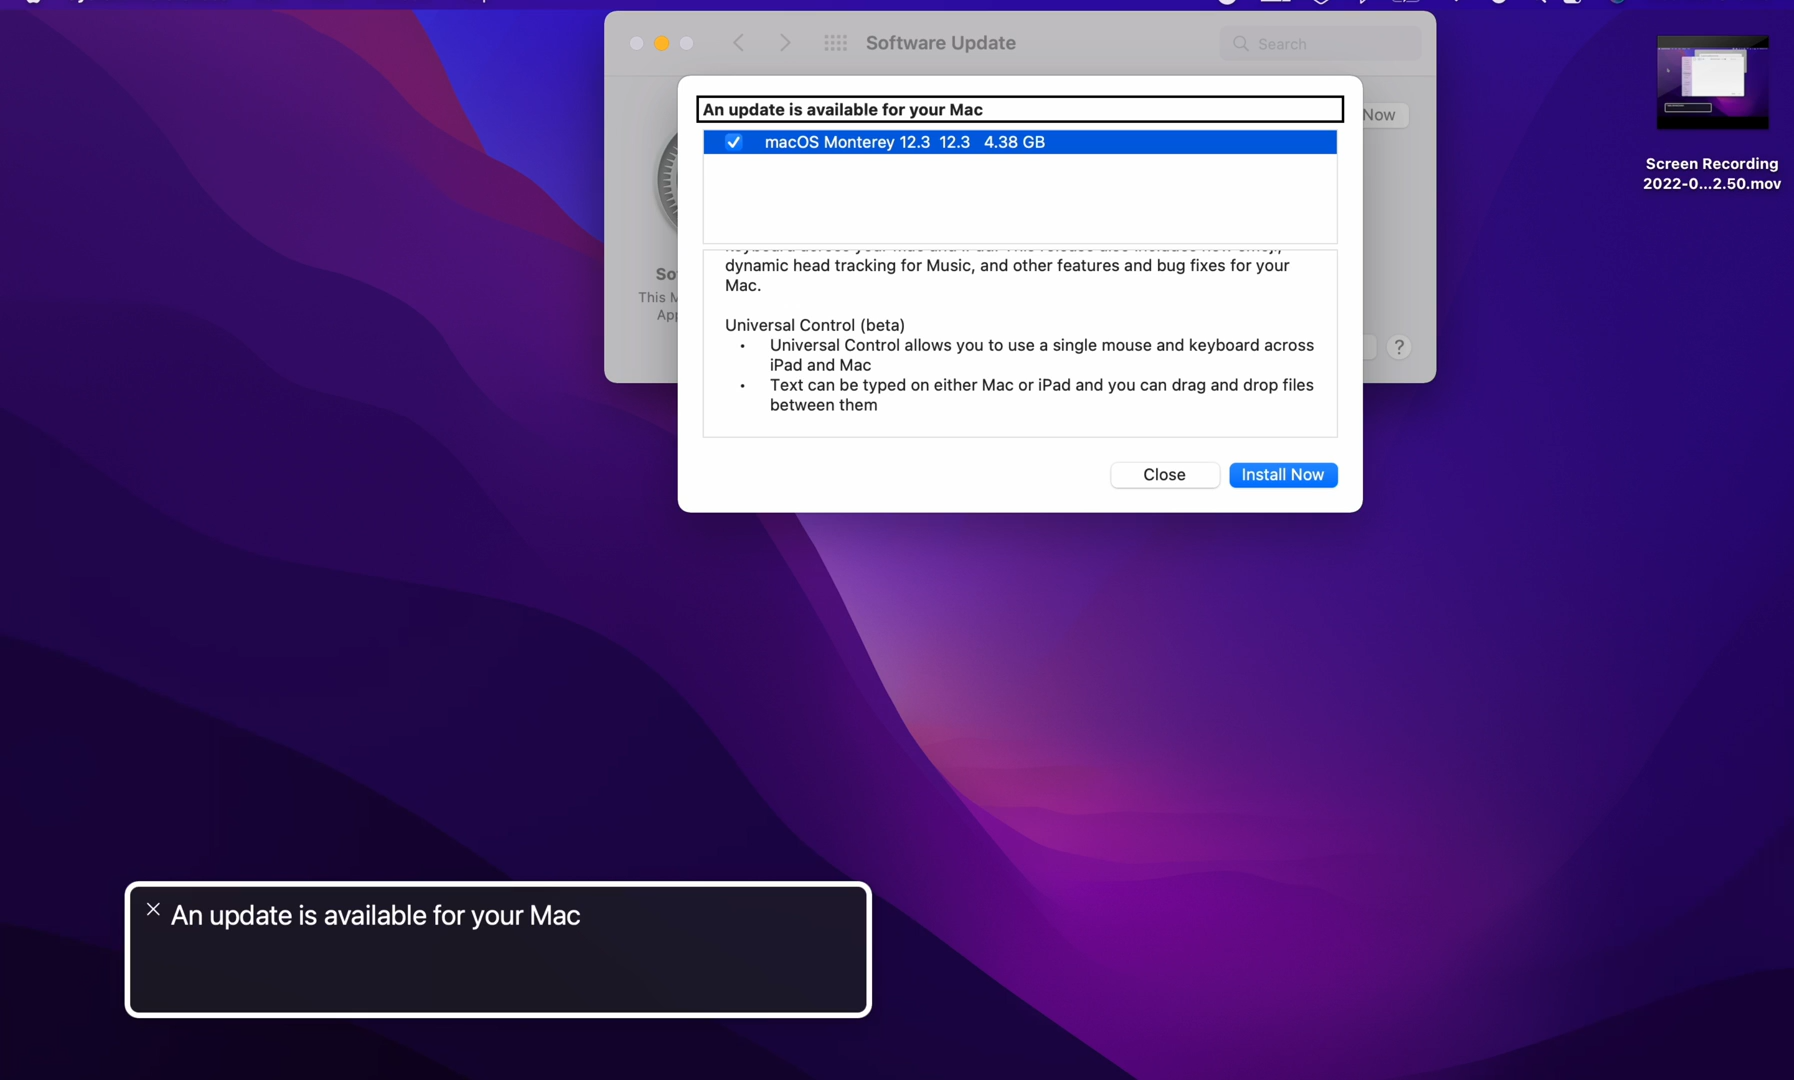 Software Update
Search
An update is available for your Mac
Now
macOS Monterey 12.3 12.3 4.38 GB
dynamic head tracking for Music, and other features and bug fixes for your
Mac.
Universal Control (beta)
• Universal Control allows you to use a single mouse and keyboard across
iPad and Mac
• Text can be typed on either Mac or iPad and you can drag and drop files
between them
So
This M
App
?
Close
Install Now
Screen Recording
2022-0...2.50.mov
An update is available for your Mac